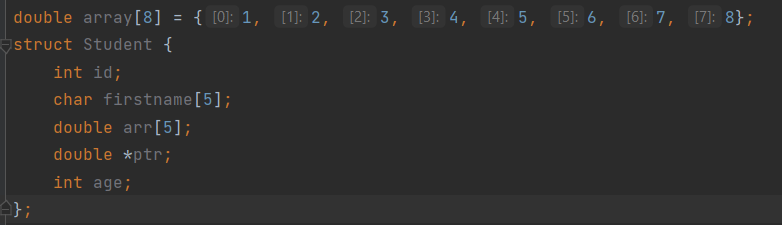 double array[8] = {[0]: 1, [1]: 2, [2]: 3, [3]: 4, [4]: 5, [5]: 6, [6]: 7, [7]: 8};
struct Student {
    int id;
    char firstname[5];
    double arr[5];
    double *ptr;
    int age;
};